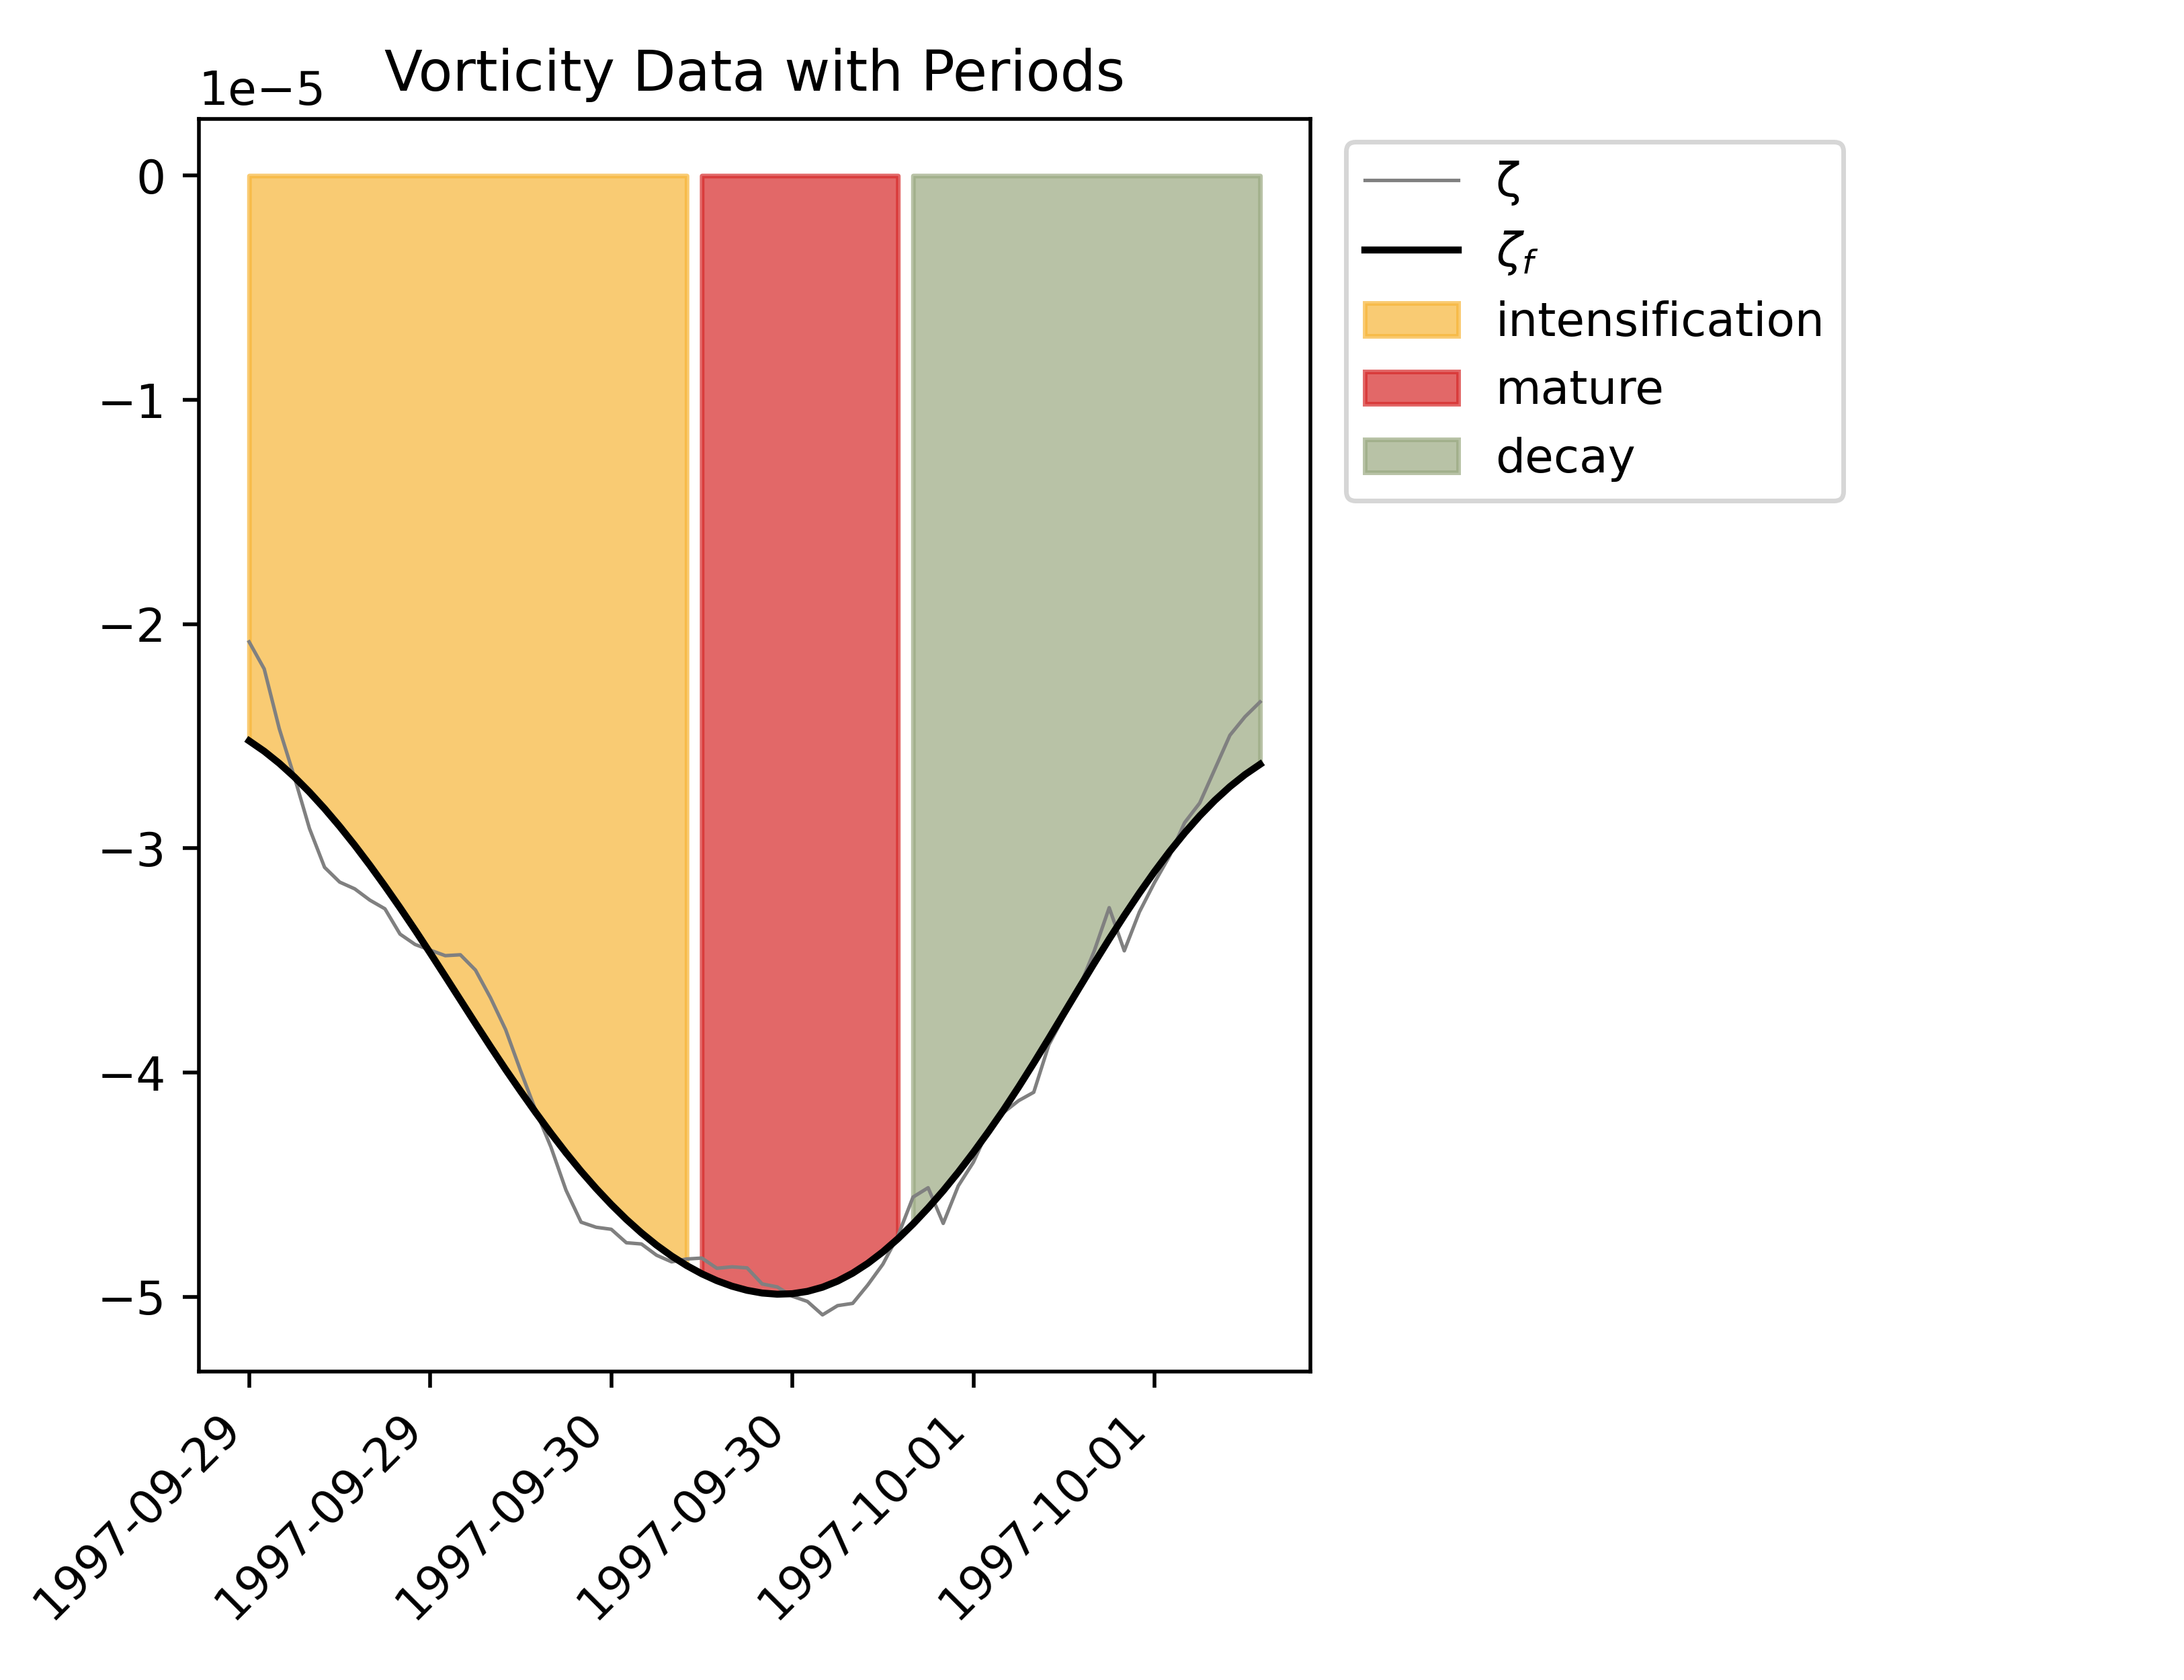 Vorticity Data with Periods
1e−5
0
−1
−2
−3
−4
−5
1997-09-29
1997-09-29
1997-09-30
1997-09-30
1997-10-01
1997-10-01
ζ
ζf
intensification
mature
decay